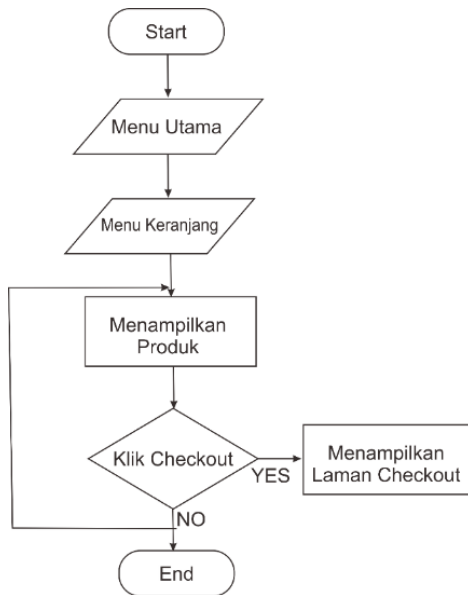 Start
Menu Utama
Menu Keranjang
Menampilkan
Produk
Klik Checkout
YES
Menampilkan
Laman Checkout
NO
End